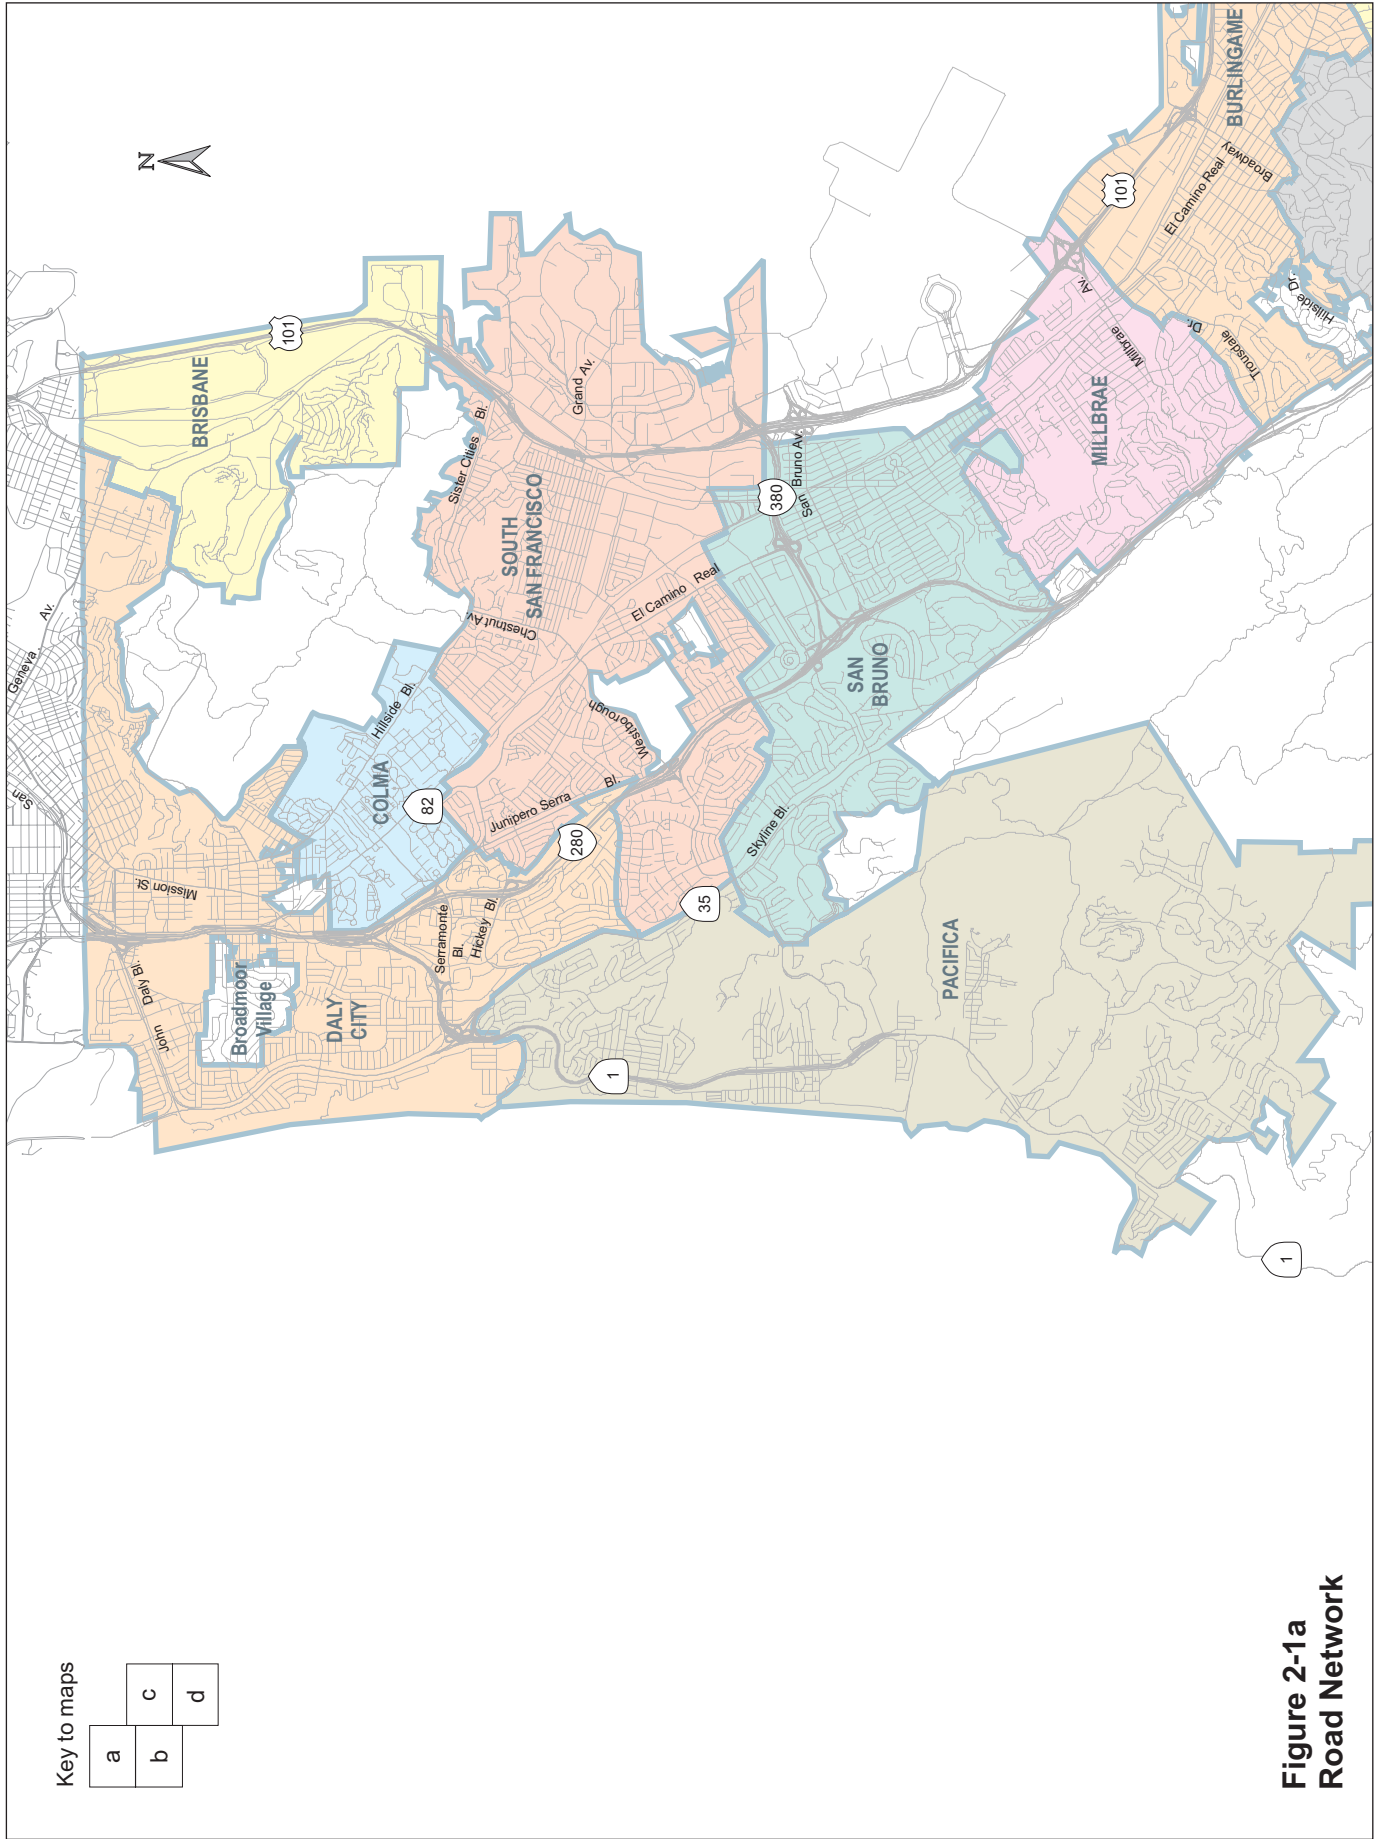 Key to maps
a
c
b
d
Figure 2-1a
Road Network
N
San
Geneva
Av.
John
Daly Bl.
Mission St.
Broadmoor
Village
DALY
CITY
BRISBANE
101
COLMA
Hillside Bl.
82
Serramonte
Bl.
Hickey Bl.
Junipero Serra
Bl.
280
Sister Cities Bl.
SOUTH
SAN FRANCISCO
Chestnut Av.
Grand Av.
El Camino Real
Westborough
35
1
Skyline Bl.
380
San Bruno Av.
SAN
BRUNO
PACIFICA
MILLBRAE
Millbrae
Av.
101
El Camino Real
Broadway
BURLINGAME
Trousdale
Dr.
Hillside Dr.
1